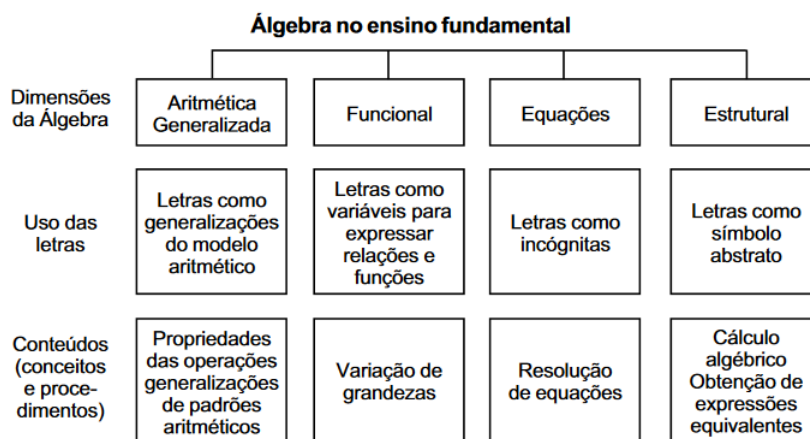 Álgebra no ensino fundamental
Dimensões
da Álgebra
Aritmética
Generalizada
Funcional
Equações
Estrutural
Uso das
letras
Letras como
generalizações
do modelo
aritmético
Letras como
variáveis para
expressar
relações e
funções
Letras como
incógnitas
Letras como
símbolo
abstrato
Conteúdos
(conceitos
e proce-
dimentos)
Propriedades
das operações
generalizações
de padrões
aritméticos
Variação de
grandezas
Resolução
de equações
Cálculo
algébrico
Obtenção de
expressões
equivalentes